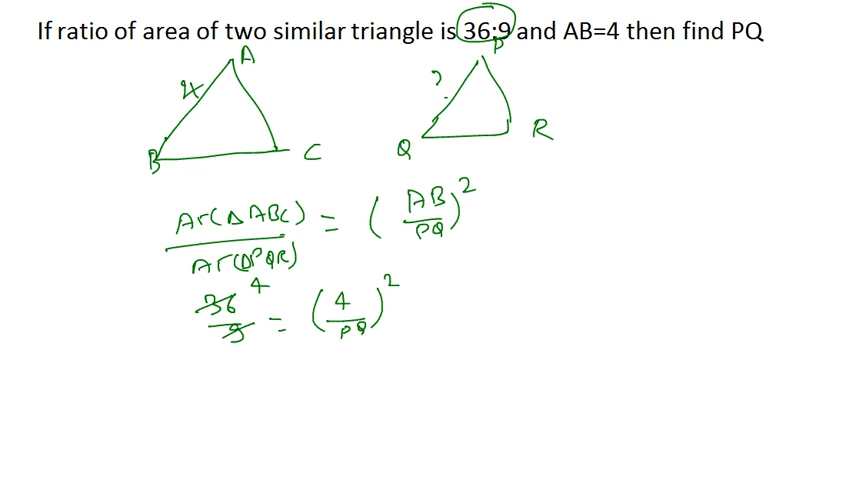 If ratio of area of two similar triangle is 36:9 and AB=4 then find PQ
A
P
4
?
B
C
Q
R
Ar(Δ ABC) / Ar(ΔPQR) = (AB / PQ)²
36 4 / 9 = (4 / PQ)²